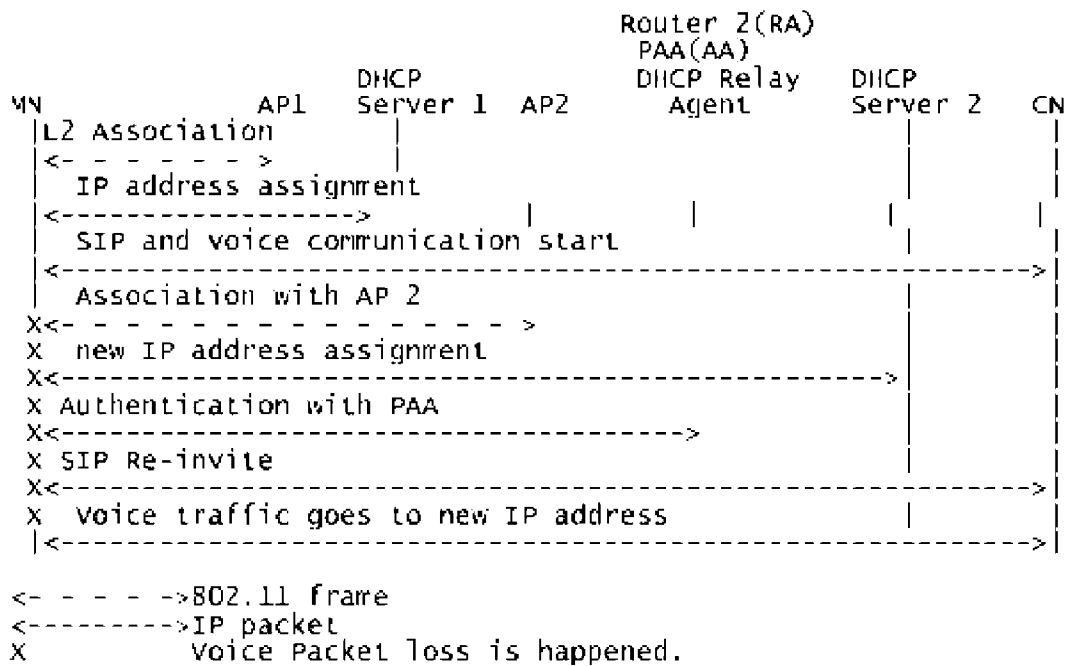 Router 2(RA)
PAA(AA)
DHCP DHCP Relay DHCP
MN AP1 Server 1 AP2 Agent Server 2 CN
L2 Association
<- - - - - - - >
IP address assignment
<------------------>
SIP and voice communication start
<------------------------------------------------------------->
Association with AP 2
X<- - - - - - - - - - - - - - - >
X new IP address assignment
X<---------------------------------------------------->
X Authentication with PAA
X<---------------------------------------->
X SIP Re-invite
X<------------------------------------------------------------->
X Voice traffic goes to new IP address
<------------------------------------------------------------->
<- - - - ->802.11 frame
<--------->IP packet
X Voice Packet loss is happened.